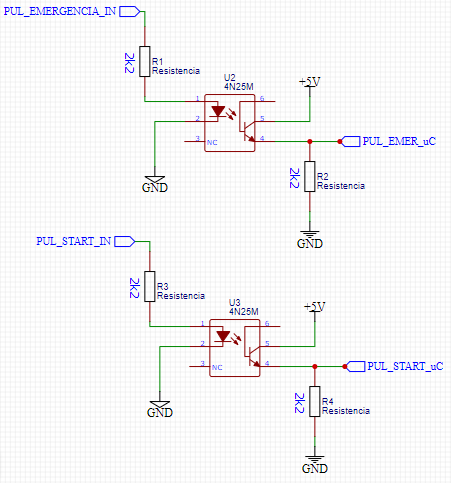 PUL_EMERGENCIA_IN
2k2
R1
Resistencia
U2
4N25M
+5V
1
6
2
5
3
NC
4
PUL_EMER_uC
GND
2k2
R2
Resistencia
GND
PUL_START_IN
2k2
R3
Resistencia
U3
4N25M
+5V
1
6
2
5
3
NC
4
PUL_START_uC
GND
2k2
R4
Resistencia
GND